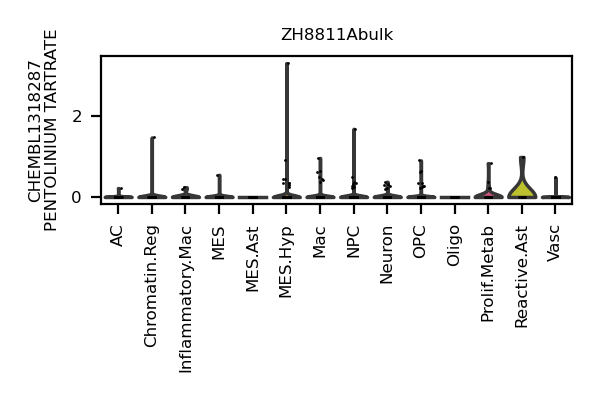 ZH8811Abulk
CHEMBL1318287
PENTOLINIUM TARTRATE
2
0
AC
Chromatin.Reg
Inflammatory.Mac
MES
MES.Ast
MES.Hyp
Mac
NPC
Neuron
OPC
Oligo
Prolif.Metab
Reactive.Ast
Vasc